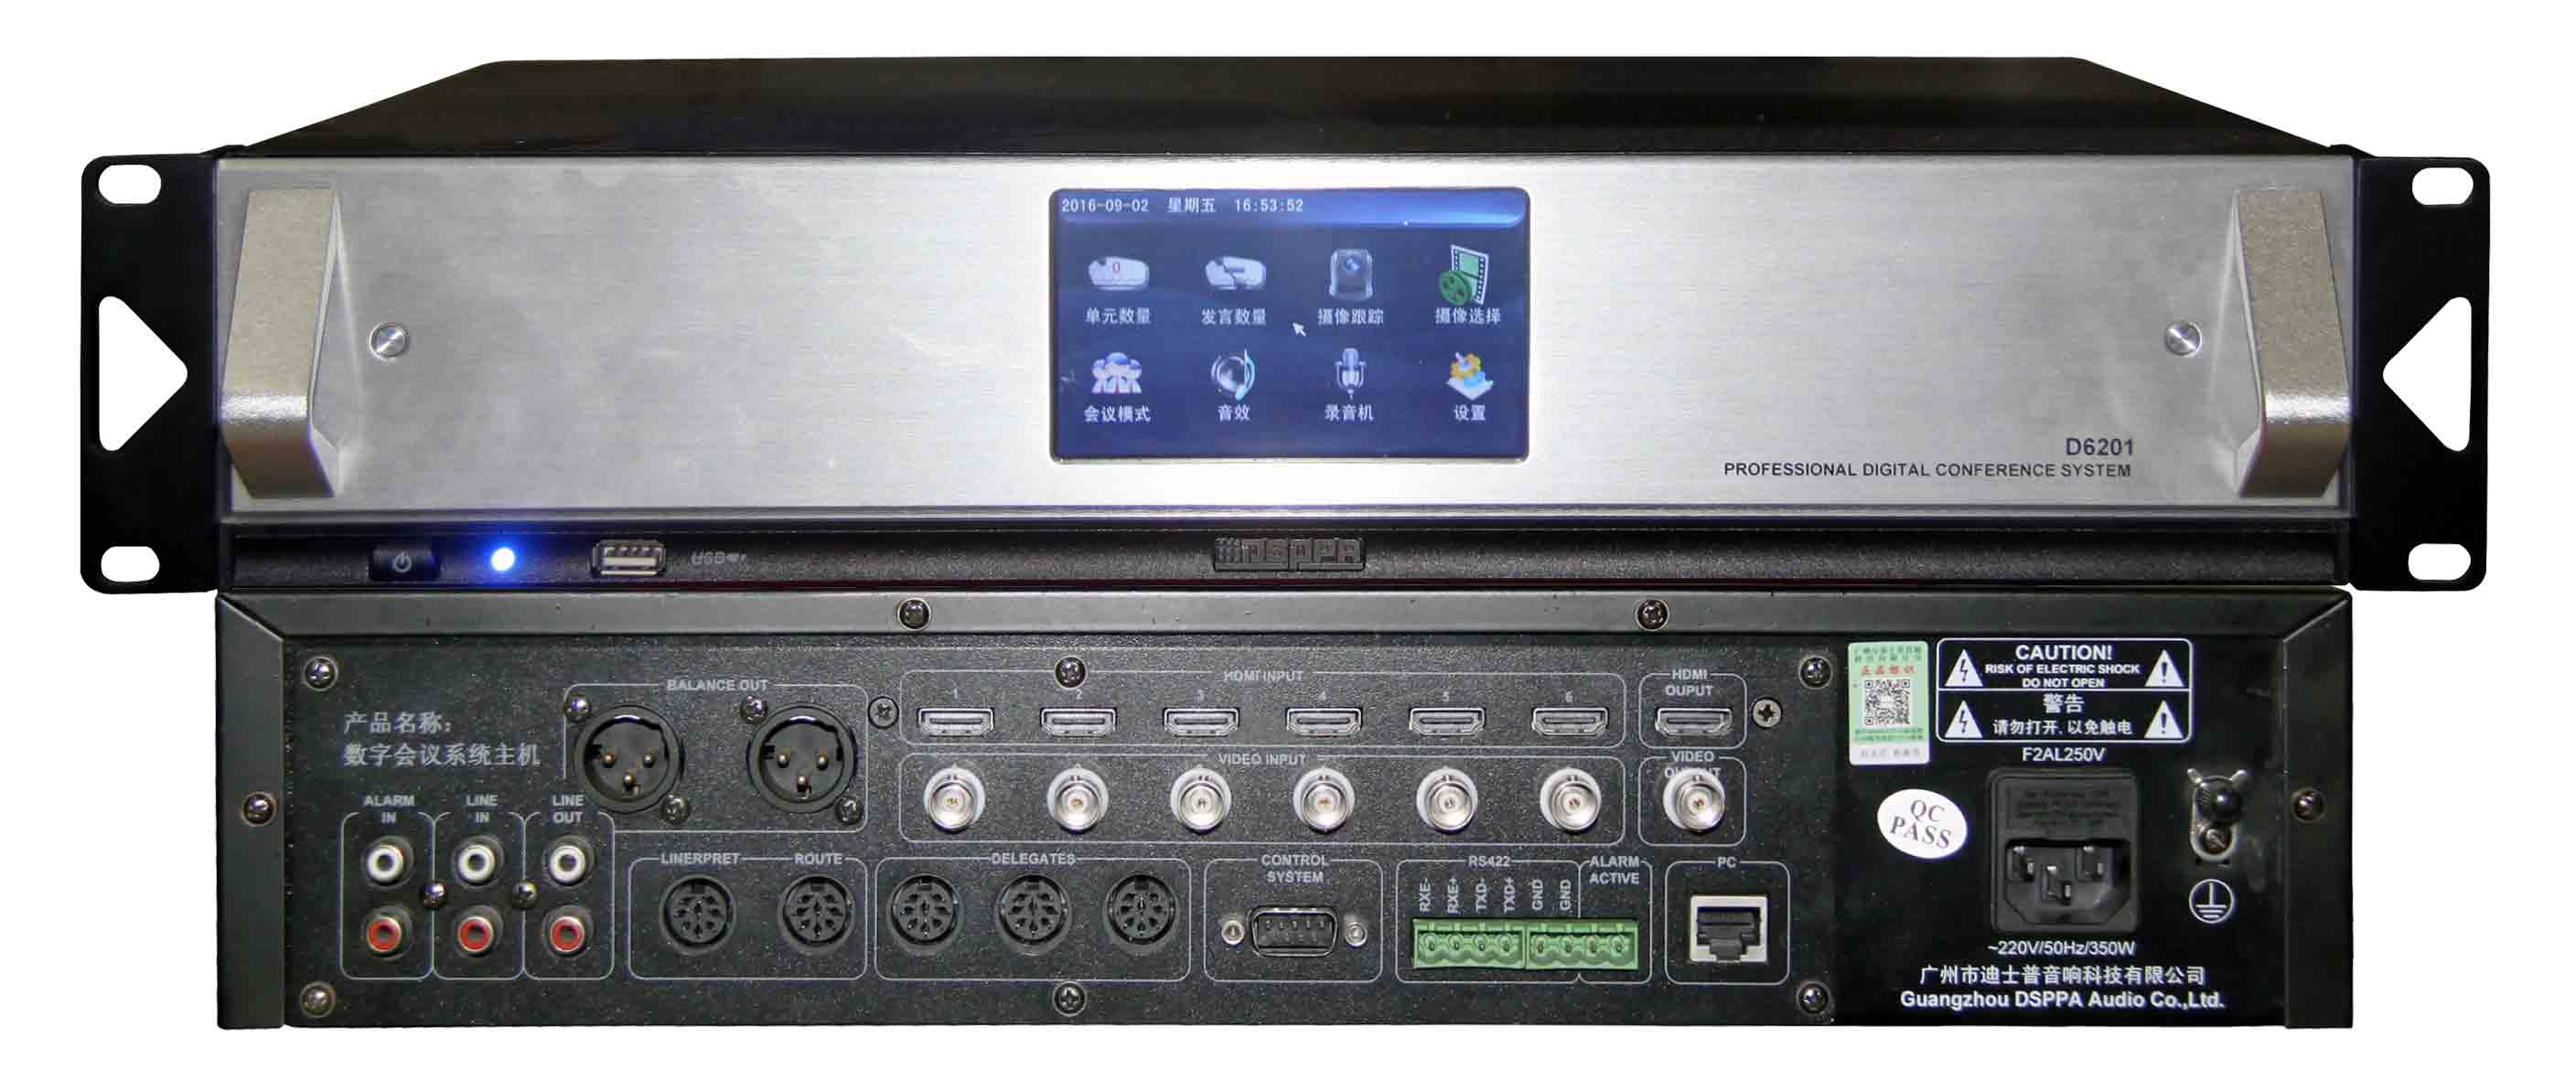 2016-09-02 星期五 16:53:52
单元数量 发言数量 摄像跟踪 摄像选择
会议模式 音效 录音机 设置
D6201
PROFESSIONAL DIGITAL CONFERENCE SYSTEM
USB
DSPPA
产品名称:
数字会议系统主机
BALANCE OUT
HDMI INPUT
1 2 3 4 5 6
HDMI
OUPUT
VIDEO INPUT
VIDEO
OUTPUT
ALARM
IN
LINE
IN
LINE
OUT
LINERPRET
ROUTE
DELEGATES
CONTROL
SYSTEM
RS422
RXE-
RXE+
TXD-
TXD+
GND
GND
ALARM
ACTIVE
PC
正品标识
CAUTION!
RISK OF ELECTRIC SHOCK
DO NOT OPEN
警告
请勿打开,以免触电
F2AL250V
QC
PASS
~220V/50Hz/350W
广州市迪士普音响科技有限公司
Guangzhou DSPPA Audio Co.,Ltd.